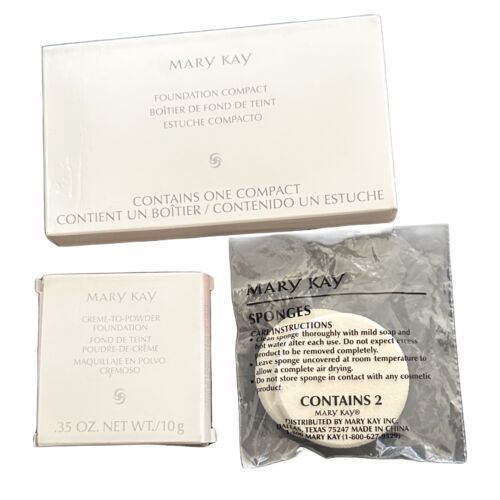 MARY KAY
FOUNDATION COMPACT
BOÎTIER DE FOND DE TEINT
ESTUCHE COMPACTO
CONTAINS ONE COMPACT
CONTIENT UN BOÎTIER / CONTENIDO UN ESTUCHE
MARY KAY
CREME-TO-POWDER
FOUNDATION
FOND DE TEINT
POUDRE-DE-CRÈME
MAQUILLAJE EN POLVO
CREMOSO
.35 OZ. NET WT./10 g
MARY KAY
SPONGES
CARE INSTRUCTIONS
• Clean sponge thoroughly with mild soap and
hot water after each use. Do not expect excess
product to be removed completely.
• Leave sponge uncovered at room temperature to
allow a complete air drying.
• Do not store sponge in contact with any cosmetic
product.
CONTAINS 2
MARY KAY®
DISTRIBUTED BY MARY KAY INC.
DALLAS, TEXAS 75247 MADE IN CHINA
MARY KAY (1-800-627-9529)